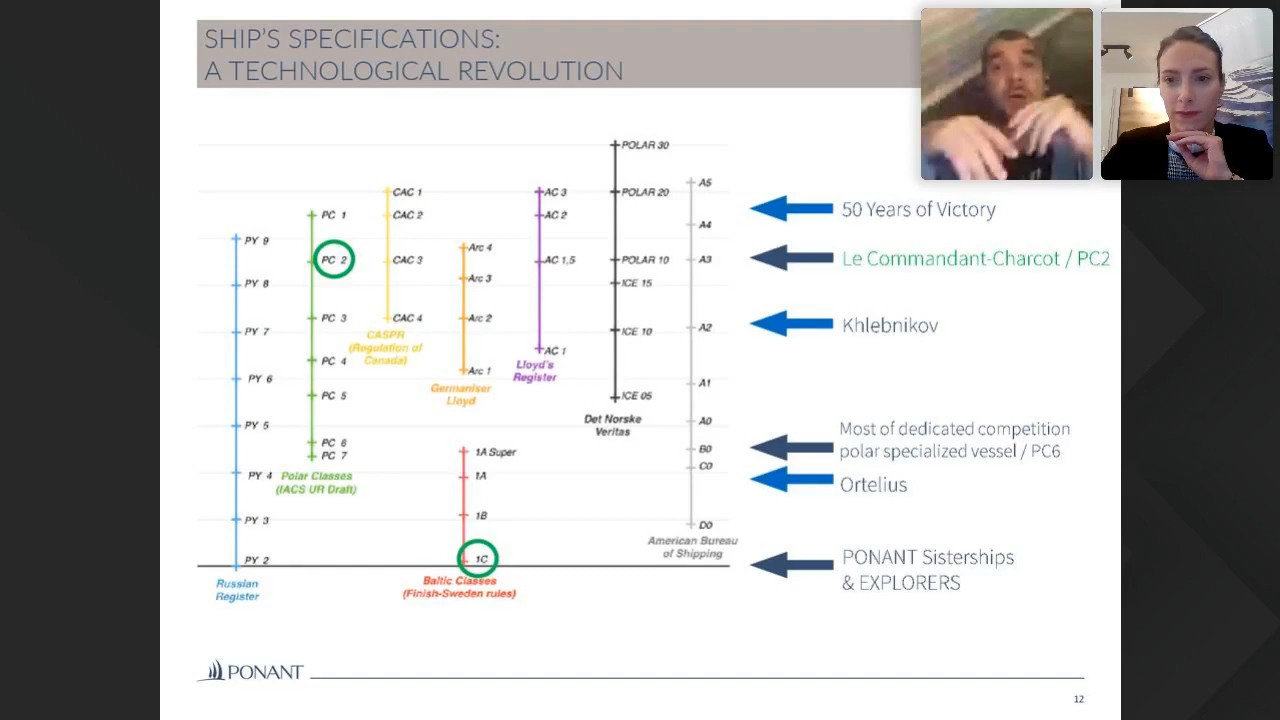 SHIP'S SPECIFICATIONS:
A TECHNOLOGICAL REVOLUTION
PY 9
PY 8
PY 7
PY 6
PY 5
PY 4
PY 3
PY 2
Russian
Register
PC 1
PC 2
PC 3
PC 4
PC 5
PC 6
PC 7
Polar Classes
(IACS UR Draft)
CAC 1
CAC 2
CAC 3
CAC 4
CASPR
(Regulation of
Canada)
Arc 4
Arc 3
Arc 2
Arc 1
Germaniser
Lloyd
1A Super
1A
1B
1C
Baltic Classes
(Finish-Sweden rules)
AC 3
AC 2
AC 1,5
AC 1
Lloyd's
Register
POLAR 30
POLAR 20
POLAR 10
ICE 15
ICE 10
ICE 05
Det Norske
Veritas
A5
A4
A3
A2
A1
A0
B0
C0
D0
American Bureau
of Shipping
50 Years of Victory
Le Commandant-Charcot / PC2
Khlebnikov
Most of dedicated competition
polar specialized vessel / PC6
Ortelius
PONANT Sisterships
& EXPLORERS
PONANT
12